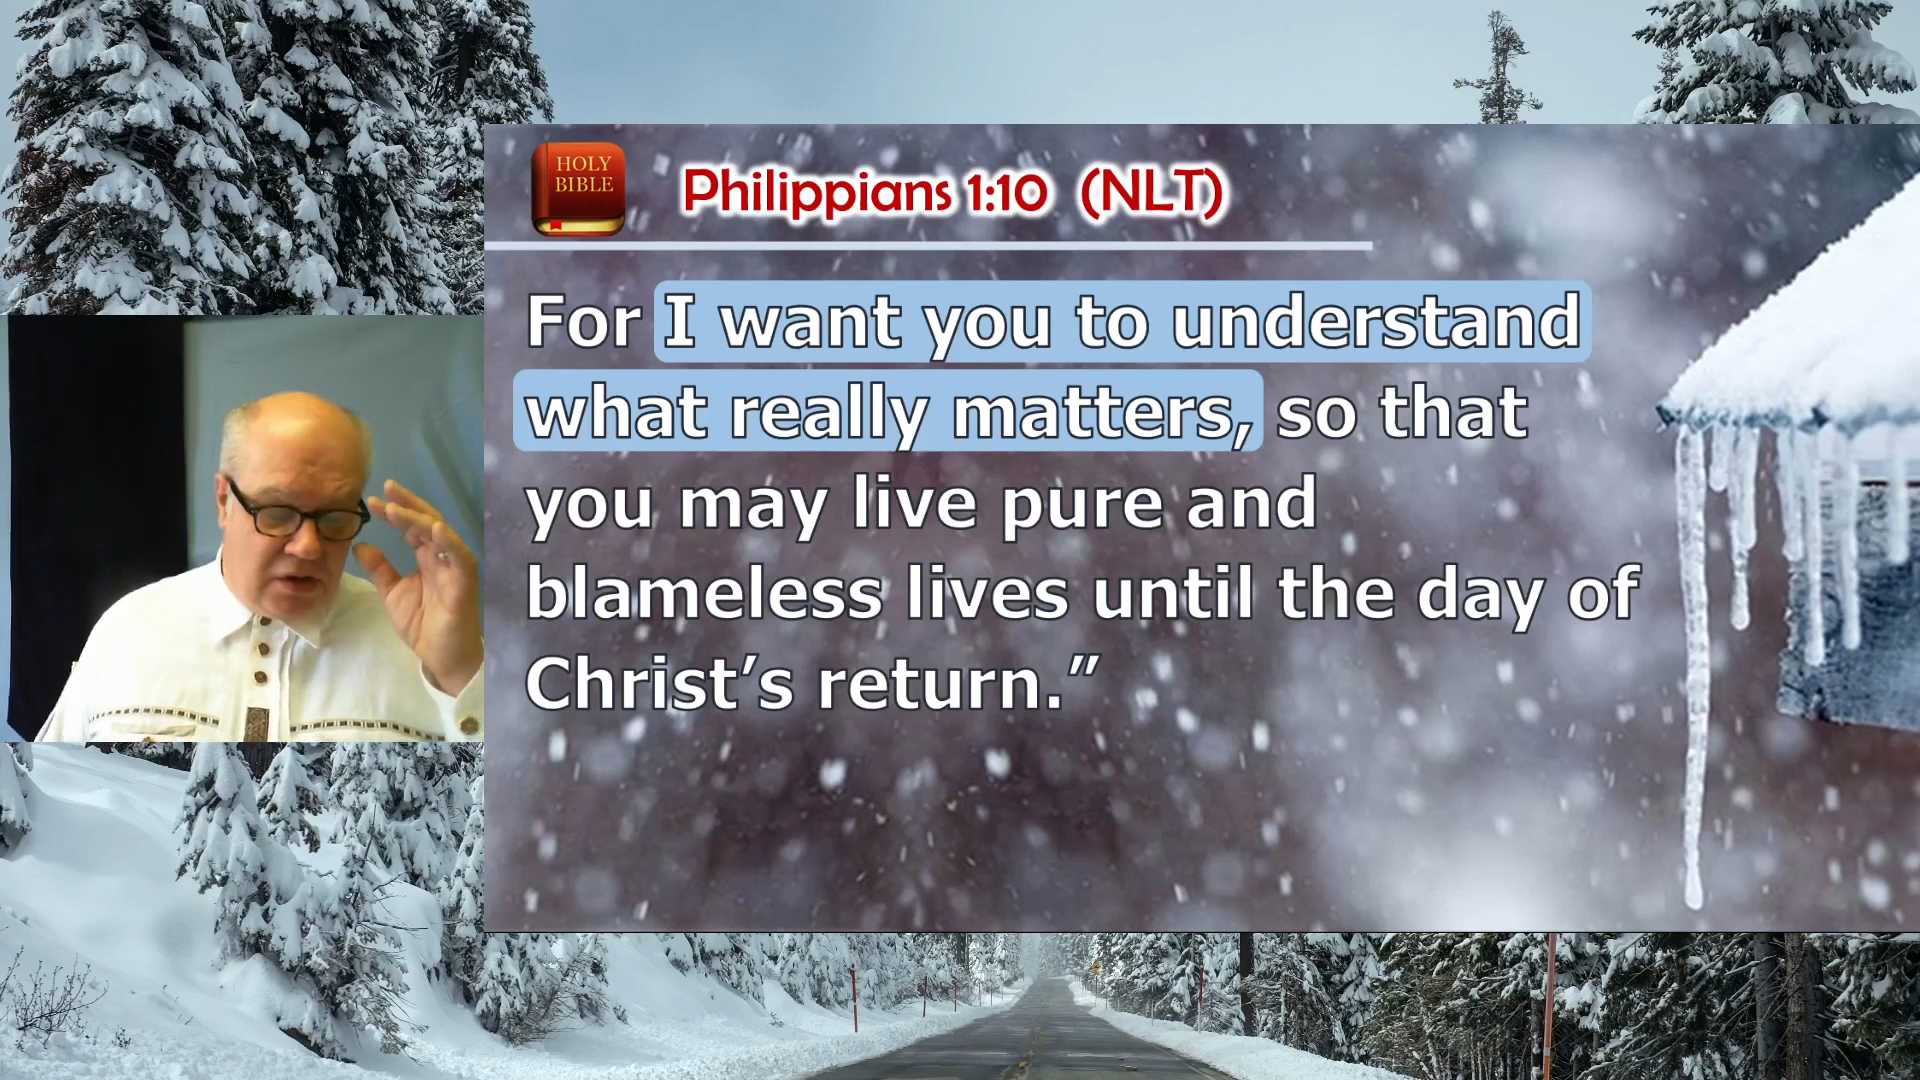 HOLY
BIBLE
Philippians 1:10 (NLT)
For I want you to understand
what really matters, so that
you may live pure and
blameless lives until the day of
Christ’s return.”